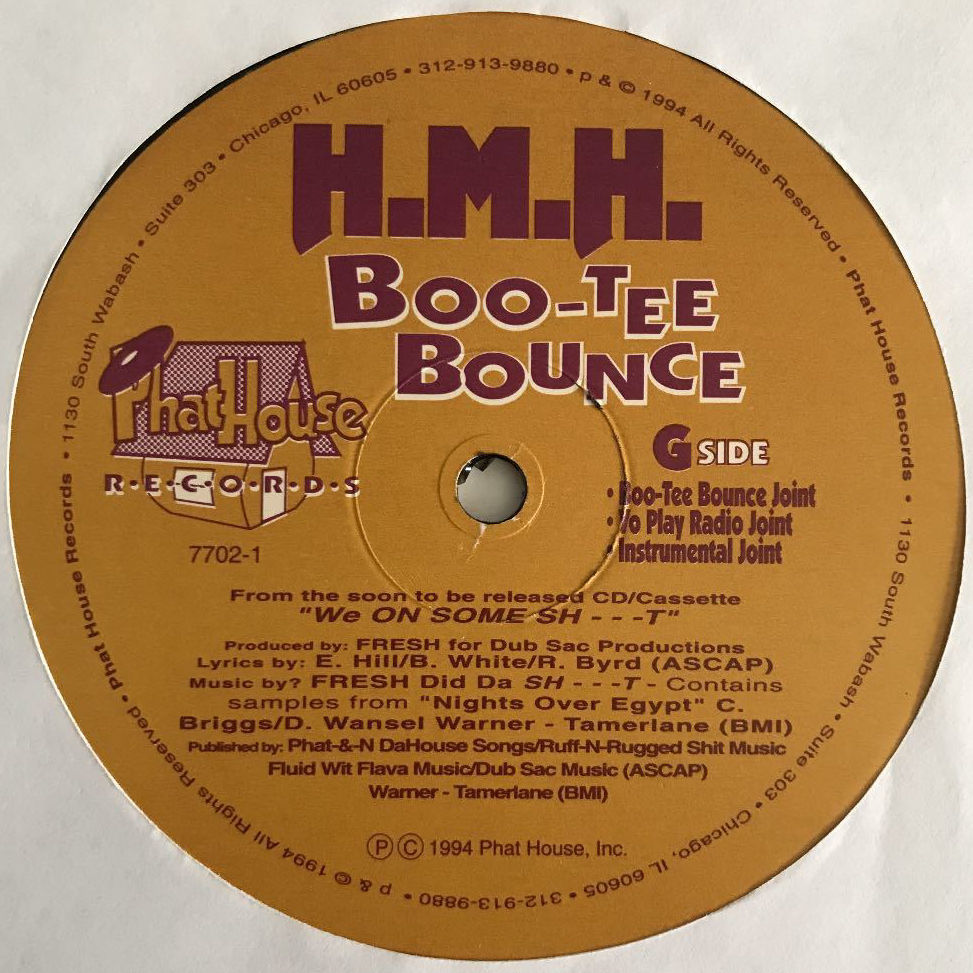 Phat House Records • 1130 South Wabash • Suite 303 • Chicago, IL 60605 • 312-913-9880 • p & © 1994 All Rights Reserved • Phat House Records • 1130 South Wabash • Suite 303 • Chicago, IL 60605 • 312-913-9880 • p & © 1994 All Rights Reserved •
H.M.H.
BOO-TEE
BOUNCE
PhatHouse
R•E•C•O•R•D•S
7702-1
G SIDE
• Boo-Tee Bounce Joint
• Yo Play Radio Joint
• Instrumental Joint
From the soon to be released CD/Cassette
"We ON SOME SH - - -T"
Produced by: FRESH for Dub Sac Productions
Lyrics by: E. Hill/B. White/R. Byrd (ASCAP)
Music by? FRESH Did Da SH - - -T - Contains
samples from "Nights Over Egypt" C.
Briggs/D. Wansel Warner - Tamerlane (BMI)
Published by: Phat-&-N DaHouse Songs/Ruff-N-Rugged Shit Music
Fluid Wit Flava Music/Dub Sac Music (ASCAP)
Warner - Tamerlane (BMI)
Ⓟ Ⓒ 1994 Phat House, Inc.